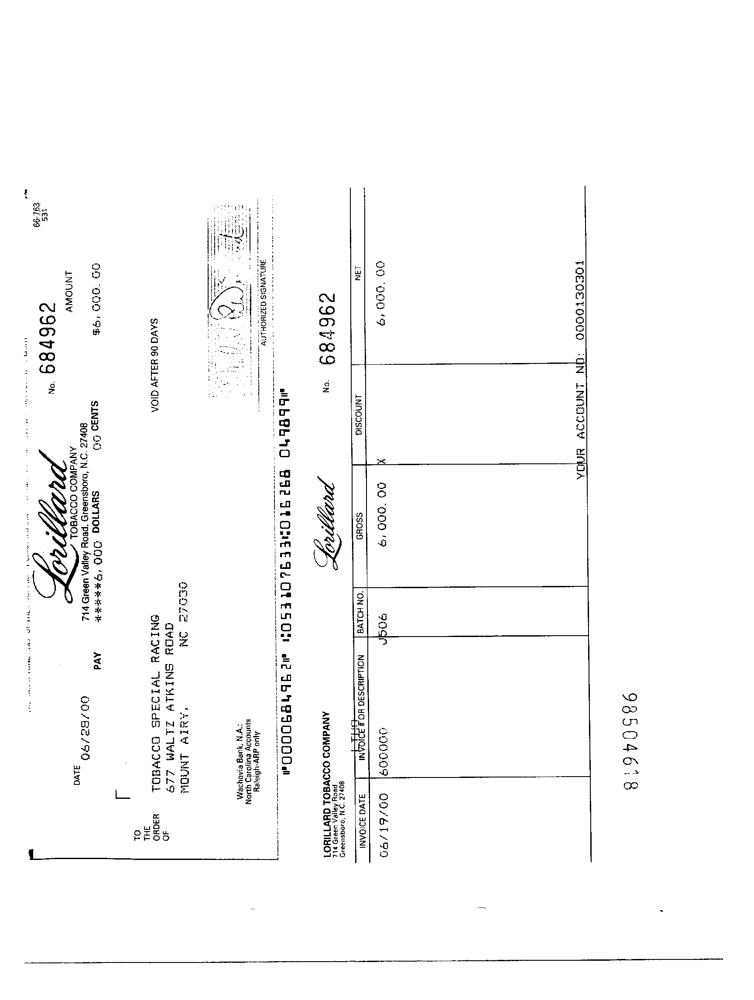 66-763
531
Lorillard
TOBACCO COMPANY
714 Green Valley Road, Greensboro, N.C. 27408
No. 684962
DATE 06/28/00
AMOUNT
PAY *****6,000 DOLLARS 00 CENTS $6,000.00
TO THE ORDER OF
TOBACCO SPECIAL RACING
677 WALTZ ATKINS ROAD
MOUNT AIRY, NC 27030
VOID AFTER 90 DAYS
Wachovia Bank, N.A.:
North Carolina Accounts
Raleigh-ARP only
AUTHORIZED SIGNATURE
⑈0000684962⑈ ⑆053107633⑆016268 049899⑈
LORILLARD TOBACCO COMPANY
714 Green Valley Road
Greensboro, N.C. 27408
Lorillard
No. 684962
INVOICE DATE INVOICE # OR DESCRIPTION BATCH NO. GROSS DISCOUNT NET
06/19/00 600000 J506 6,000.00 X 6,000.00
YOUR ACCOUNT NO: 0000130301
98504618